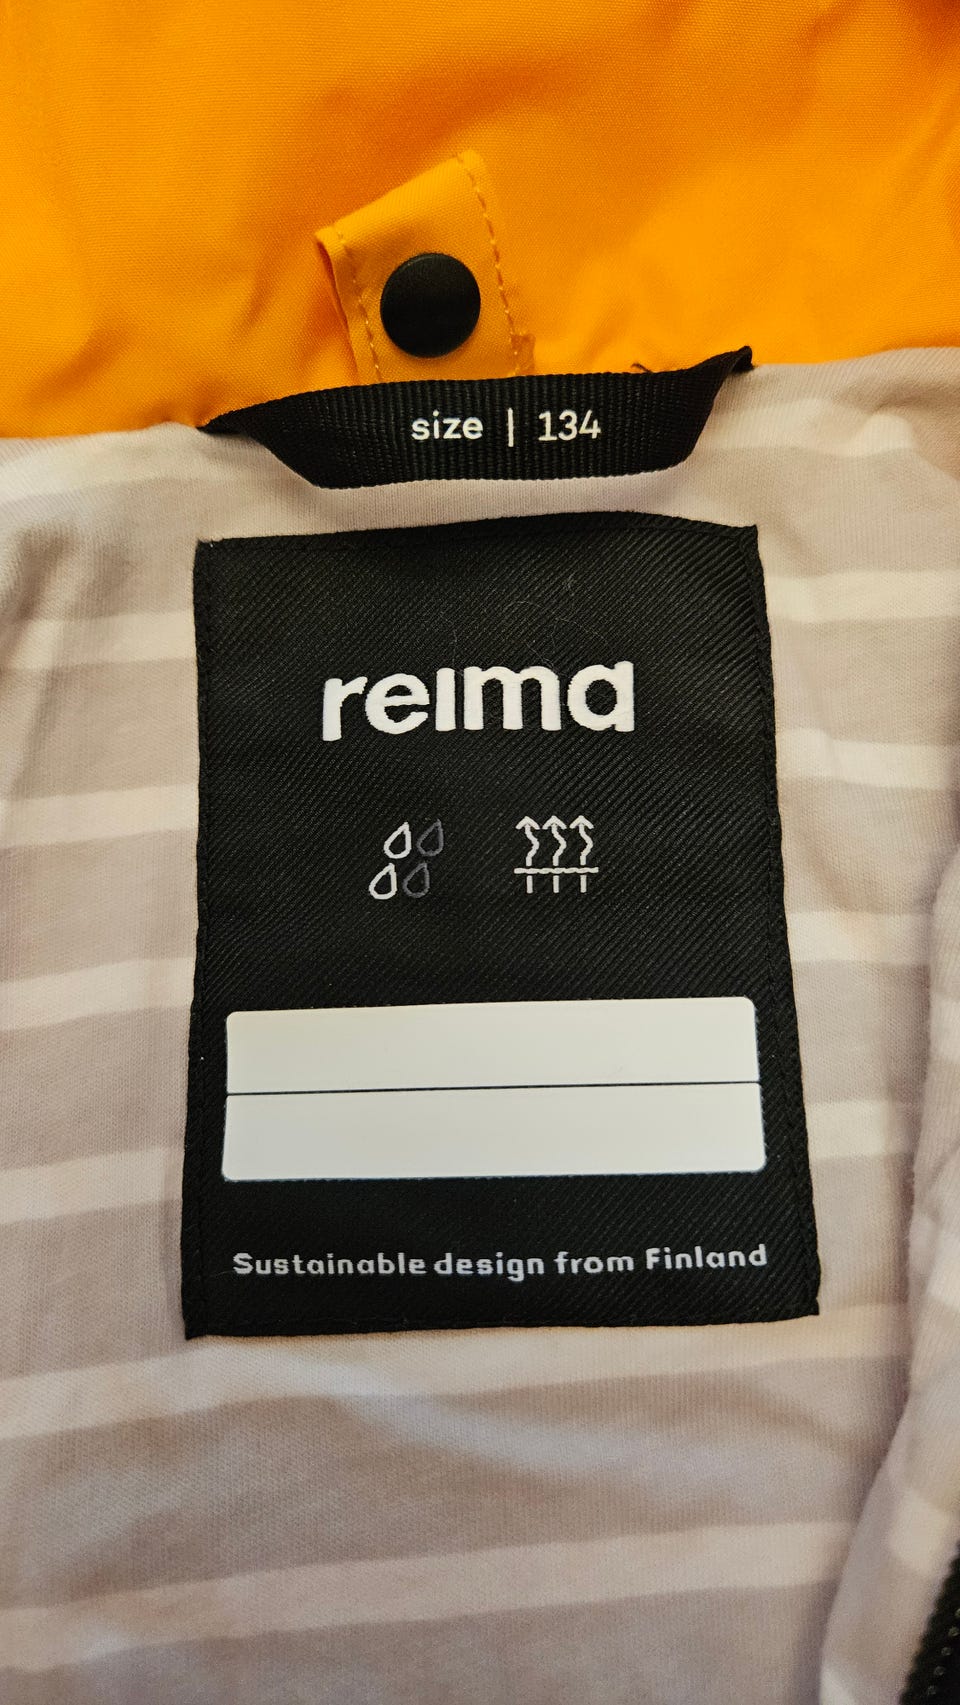 size | 134
reima
Sustainable design from Finland